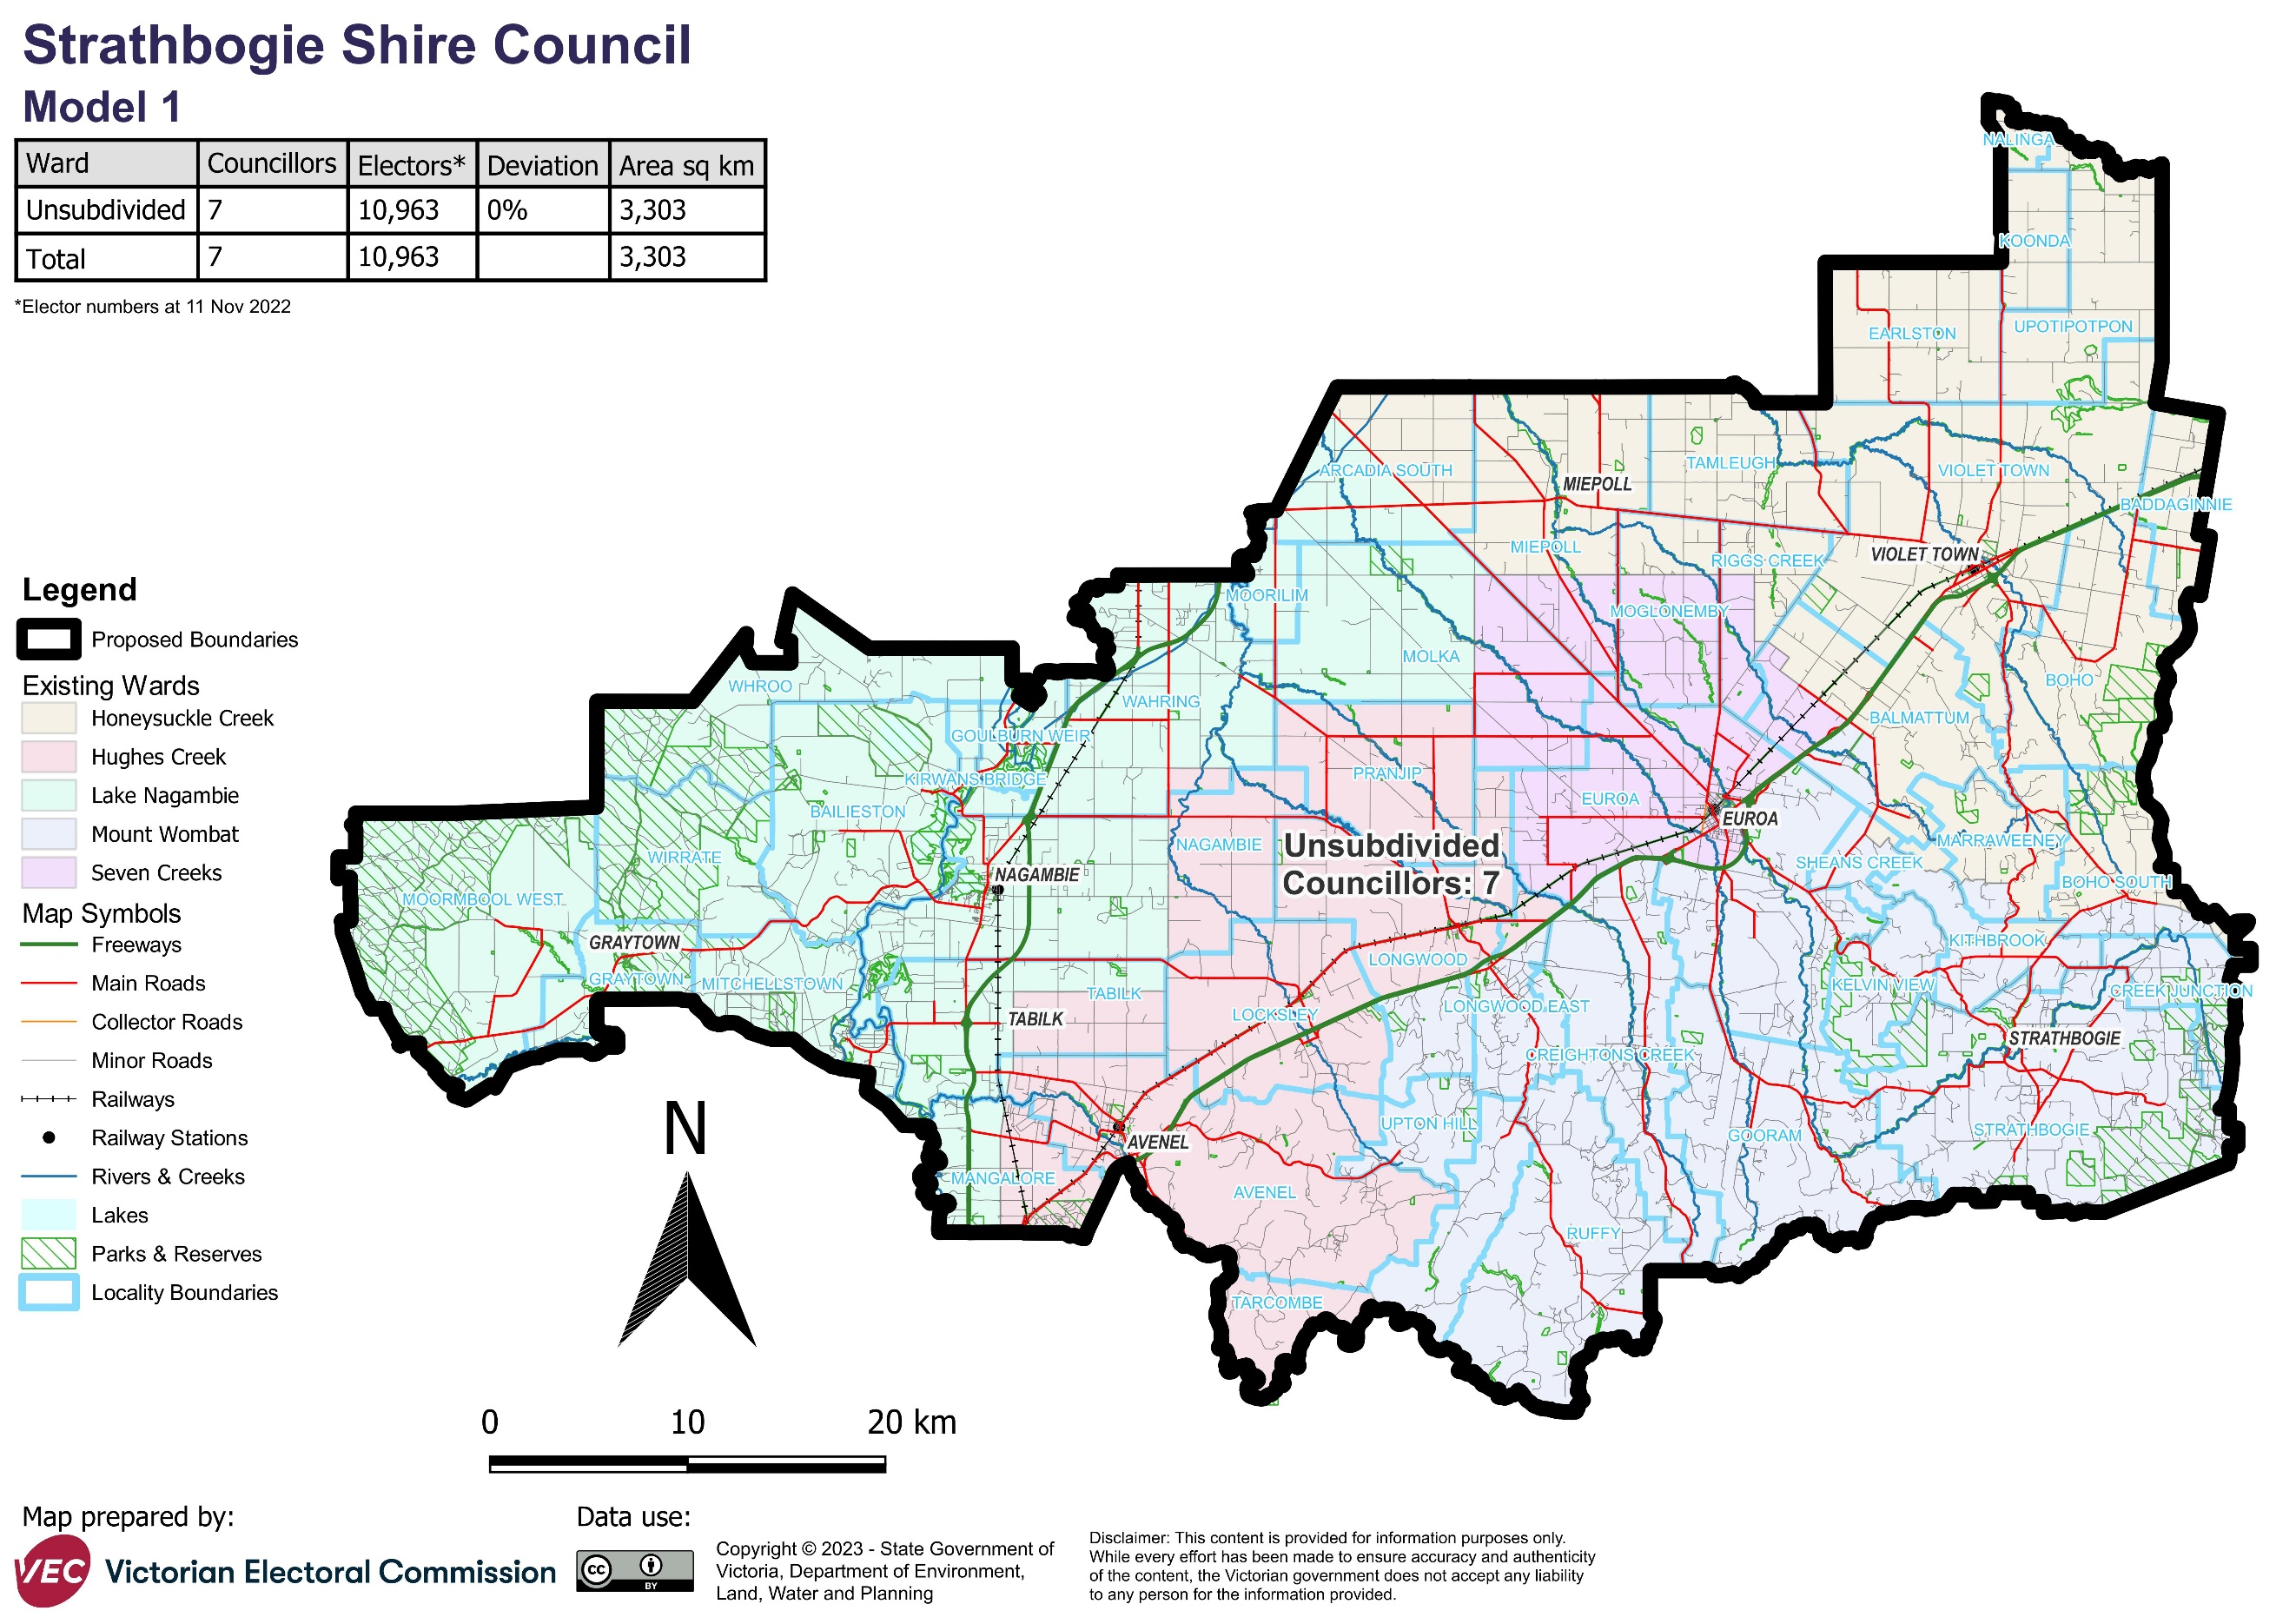 Strathbogie Shire Council
Model 1
Ward Councillors Electors* Deviation Area sq km
Unsubdivided 7 10,963 0% 3,303
Total 7 10,963 3,303
*Elector numbers at 11 Nov 2022
NALINGA
KOONDA
EARLSTON
UPOTIPOTPON
ARCADIA SOUTH
MIEPOLL
TAMLEUGH
VIOLET TOWN
BADDAGINNIE
MIEPOLL
RIGGS CREEK
VIOLET TOWN
MOORILIM
MOGLONEMBY
MOLKA
BOHO
WHROO
WAHRING
BALMATTUM
GOULBURN WEIR
KIRWANS BRIDGE
PRANJIP
EUROA
BAILIESTON
EUROA
NAGAMBIE
Unsubdivided
Councillors: 7
MARRAWEENEY
WIRRATE
SHEANS CREEK
NAGAMBIE
BOHO SOUTH
MOORMBOOL WEST
GRAYTOWN
KITHBROOK
LONGWOOD
GRAYTOWN
MITCHELLSTOWN
TABILK
KELVIN VIEW
CREEK JUNCTION
LONGWOOD EAST
LOCKSLEY
TABILK
STRATHBOGIE
CREIGHTONS CREEK
UPTON HILL
GOORAM
STRATHBOGIE
AVENEL
MANGALORE
AVENEL
RUFFY
TARCOMBE
Legend
Proposed Boundaries
Existing Wards
Honeysuckle Creek
Hughes Creek
Lake Nagambie
Mount Wombat
Seven Creeks
Map Symbols
Freeways
Main Roads
Collector Roads
Minor Roads
Railways
Railway Stations
Rivers & Creeks
Lakes
Parks & Reserves
Locality Boundaries
N
0 10 20 km
Map prepared by:
VEC Victorian Electoral Commission
Data use:
cc BY
Copyright © 2023 - State Government of
Victoria, Department of Environment,
Land, Water and Planning
Disclaimer: This content is provided for information purposes only.
While every effort has been made to ensure accuracy and authenticity
of the content, the Victorian government does not accept any liability
to any person for the information provided.